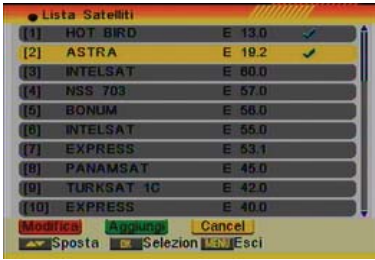 Lista Satelliti
[1] HOT BIRD E 13.0
[2] ASTRA E 19.2
[3] INTELSAT E 60.0
[4] NSS 703 E 57.0
[5] BONUM E 56.0
[6] INTELSAT E 55.0
[7] EXPRESS E 53.1
[8] PANAMSAT E 45.0
[9] TURKSAT 1C E 42.0
[10] EXPRESS E 40.0
Modifica Aggiungi Cancel
Sposta OK Selezion MENU Esci